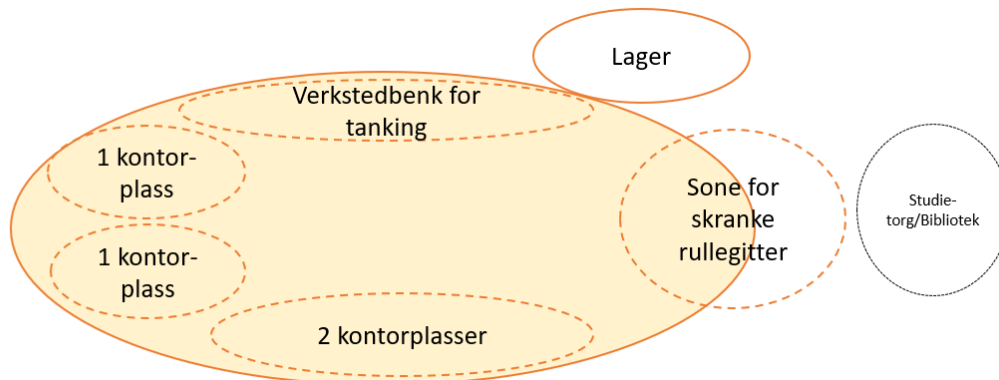 Lager
Verkstedbenk for
tanking
1 kontor-
plass
Sone for
skranke
rullegitter
Studie-
torg/Bibliotek
1 kontor-
plass
2 kontorplasser